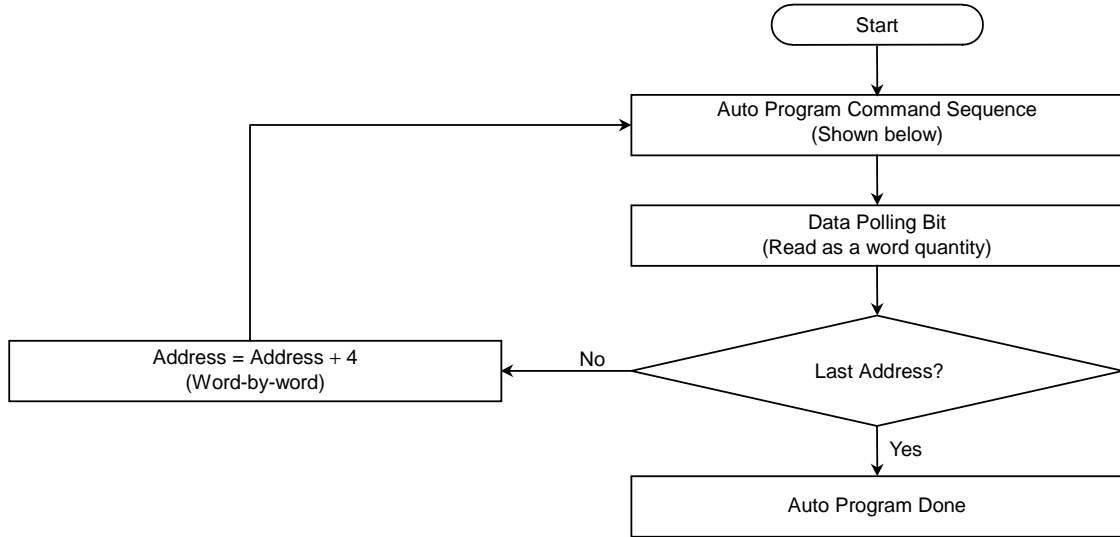 Start
Auto Program Command Sequence
(Shown below)
Data Polling Bit
(Read as a word quantity)
Address = Address + 4
(Word-by-word)
No
Last Address?
Yes
Auto Program Done